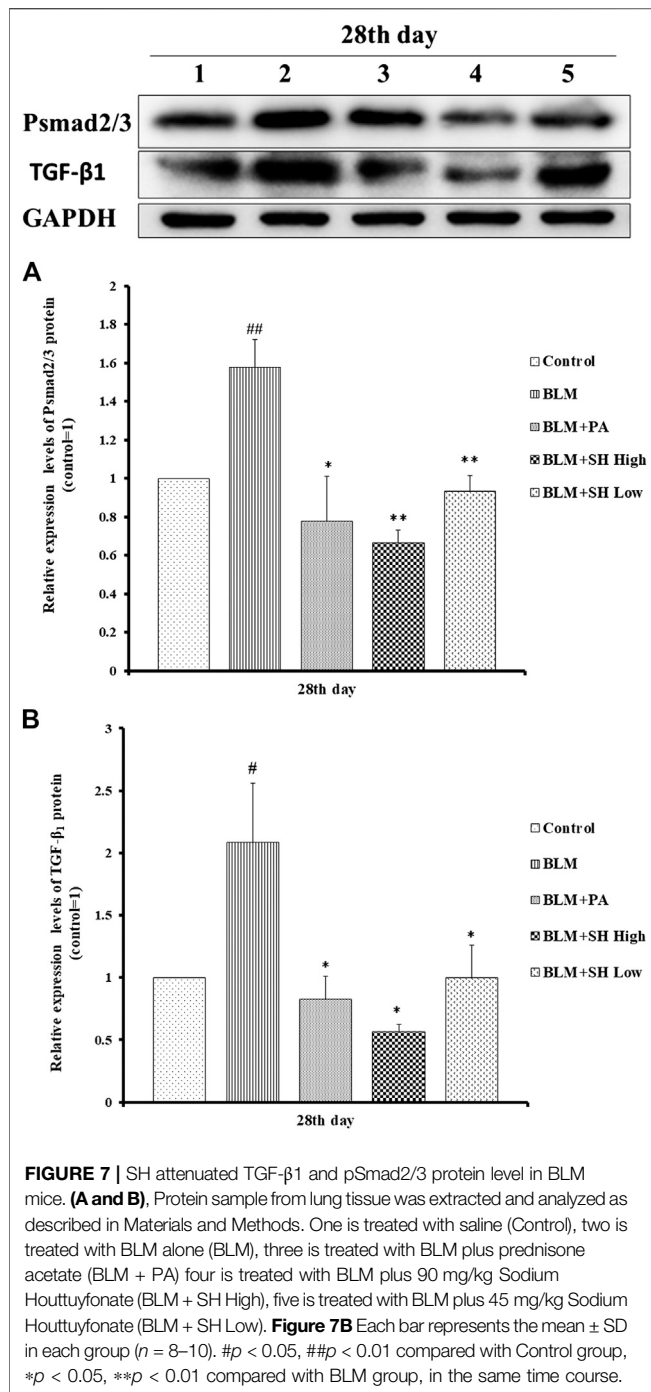 28th day
1 2 3 4 5
Psmad2/3
TGF-β1
GAPDH
A
Relative expression levels of Psmad2/3 protein
(control=1)
2
1.8
1.6
1.4
1.2
1
0.8
0.6
0.4
0.2
0
##
*
**
**
28th day
Control
BLM
BLM+PA
BLM+SH High
BLM+SH Low
B
Relative expression levels of TGF-β1 protein
(control=1)
3
2.5
2
1.5
1
0.5
0
#
*
*
*
28th day
Control
BLM
BLM+PA
BLM+SH High
BLM+SH Low
FIGURE 7 | SH attenuated TGF-β1 and pSmad2/3 protein level in BLM
mice. (A and B), Protein sample from lung tissue was extracted and analyzed as
described in Materials and Methods. One is treated with saline (Control), two is
treated with BLM alone (BLM), three is treated with BLM plus prednisone
acetate (BLM + PA) four is treated with BLM plus 90 mg/kg Sodium
Houttuyfonate (BLM + SH High), five is treated with BLM plus 45 mg/kg Sodium
Houttuyfonate (BLM + SH Low). Figure 7B Each bar represents the mean ± SD
in each group (n = 8–10). #p < 0.05, ##p < 0.01 compared with Control group,
*p < 0.05, **p < 0.01 compared with BLM group, in the same time course.